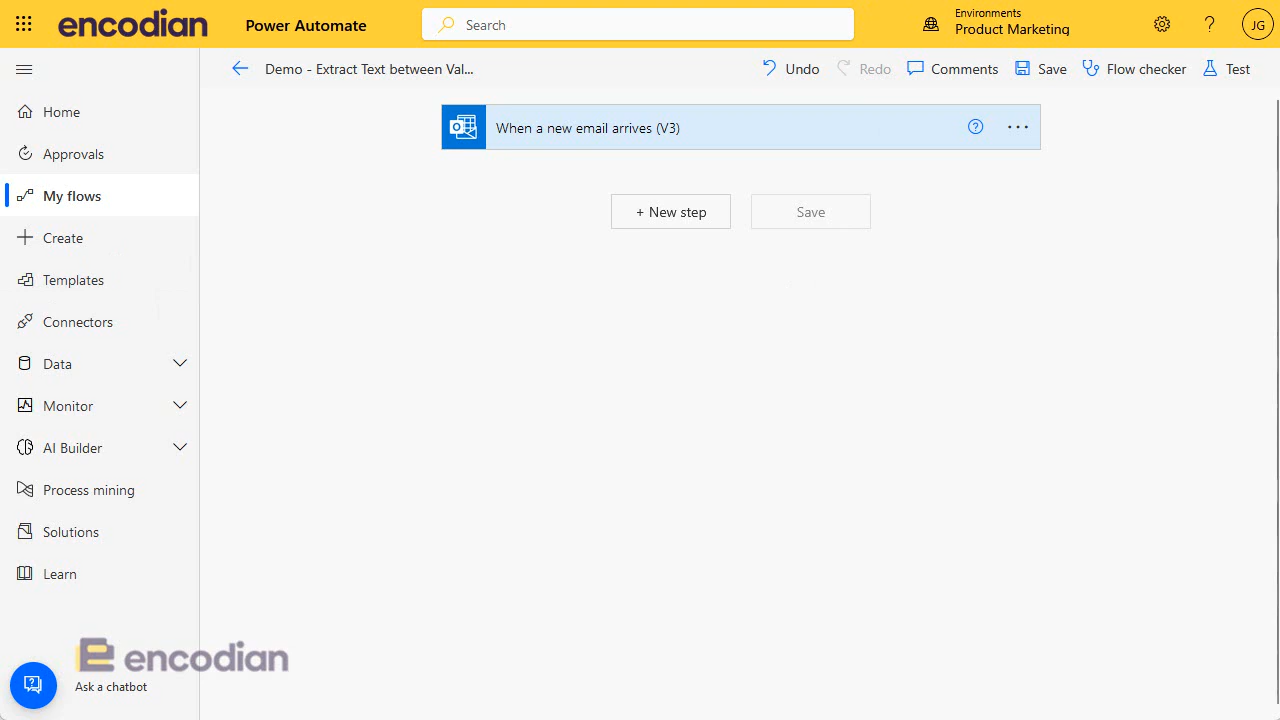 encodian
Power Automate
Search
Environments
Product Marketing
JG
Demo - Extract Text between Val...
Undo
Redo
Comments
Save
Flow checker
Test
Home
Approvals
My flows
Create
Templates
Connectors
Data
Monitor
AI Builder
Process mining
Solutions
Learn
When a new email arrives (V3)
+ New step
Save
encodian
Ask a chatbot